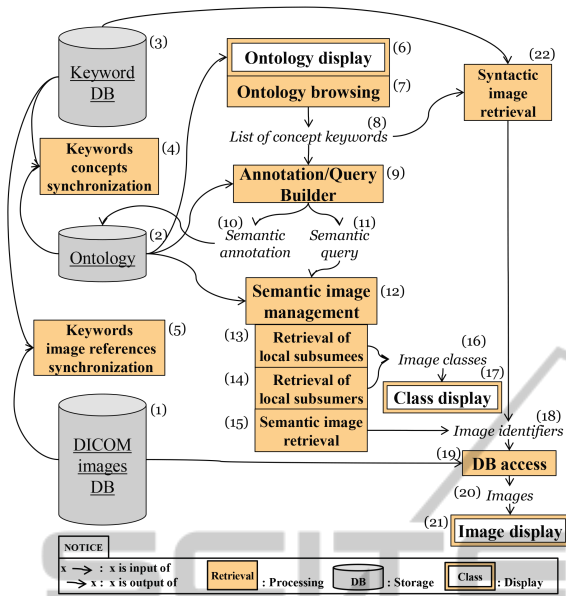 (3)
Keyword
DB
(6)
Ontology display
Ontology browsing
(7)
(22)
Syntactic
image
retrieval
(8)
List of concept keywords
(4)
Keywords
concepts
synchronization
Annotation/Query
Builder
(9)
(2)
Ontology
(10)
Semantic
annotation
(11)
Semantic
query
Semantic image
management
(12)
(5)
Keywords
image references
synchronization
(13)
Retrieval of
local subsumees
(14)
Retrieval of
local subsumers
(15)
Semantic image
retrieval
(16)
Image classes
(17)
Class display
(1)
DICOM
images
DB
(18)
Image identifiers
(19)
DB access
(20)
Images
(21)
Image display
NOTICE
x : x is input of
x : x is output of
Retrieval : Processing
DB : Storage
Class : Display
SCITE